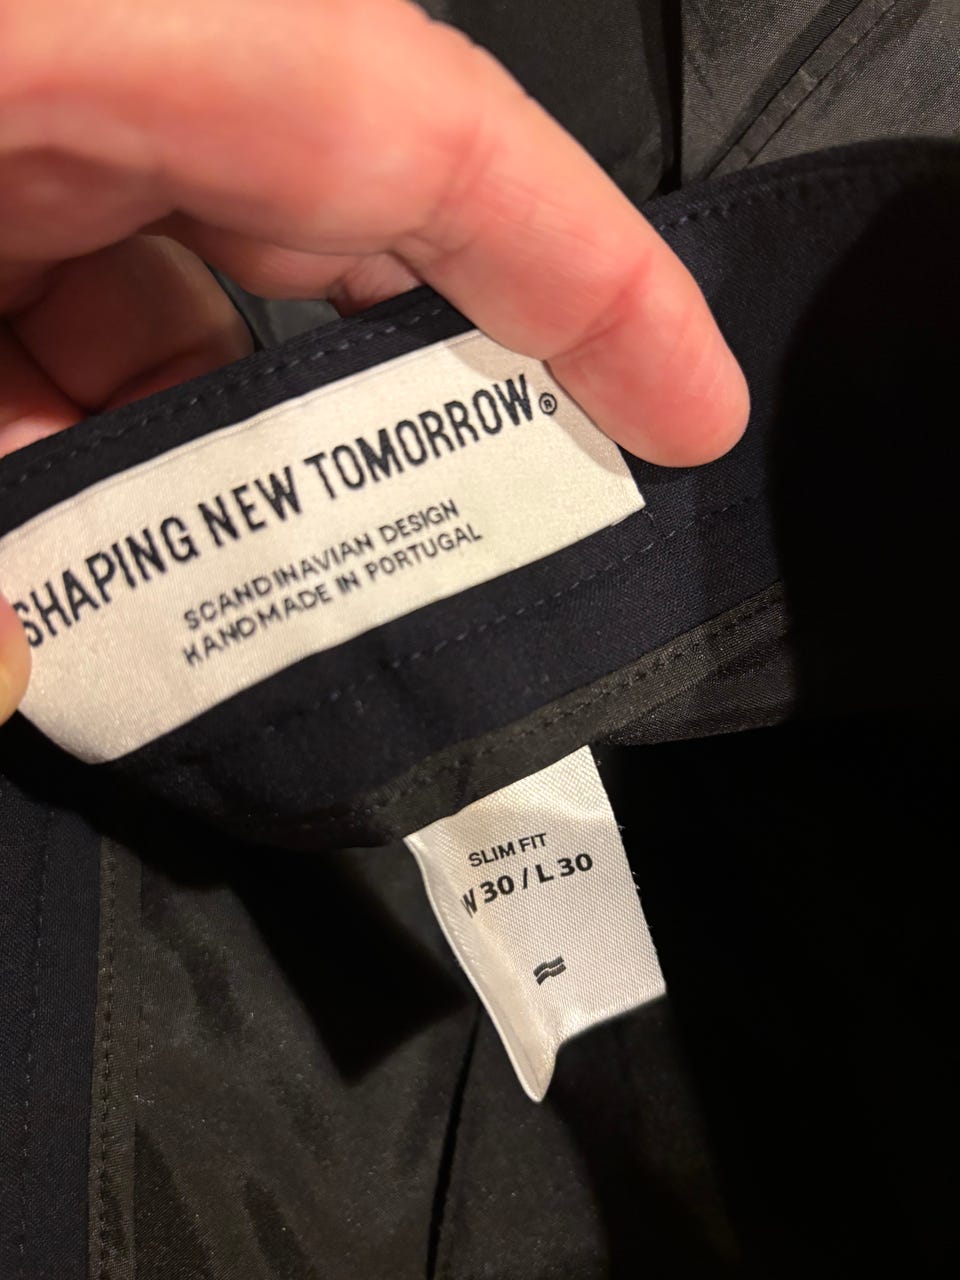 SHAPING NEW TOMORROW®
SCANDINAVIAN DESIGN
HANDMADE IN PORTUGAL
SLIM FIT
W 30 / L 30